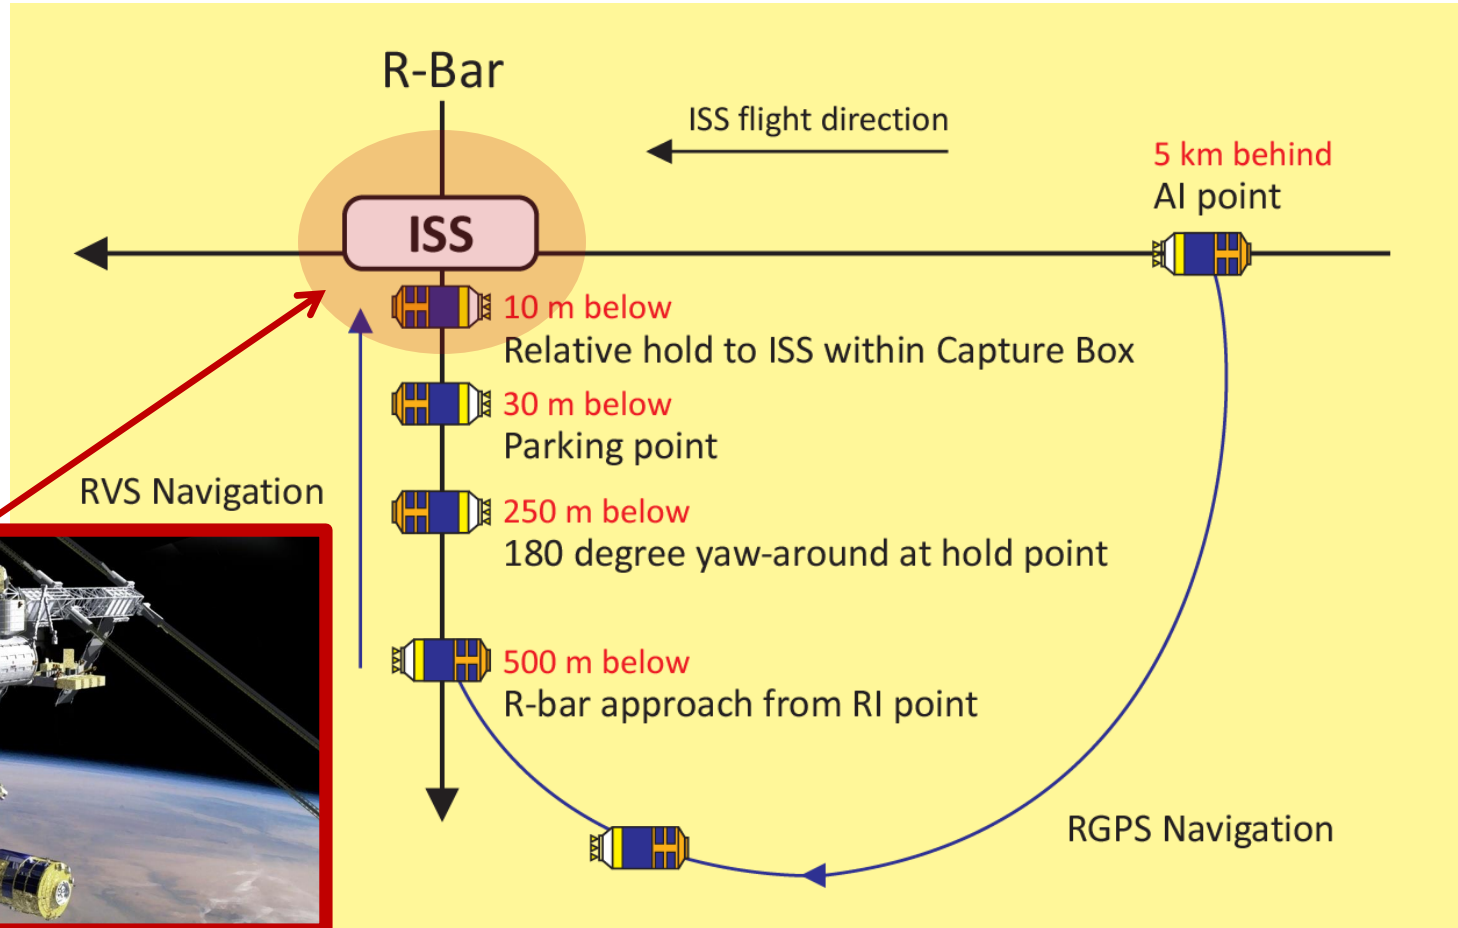 R-Bar
ISS flight direction
5 km behind
AI point
ISS
10 m below
Relative hold to ISS within Capture Box
30 m below
Parking point
RVS Navigation
250 m below
180 degree yaw-around at hold point
500 m below
R-bar approach from RI point
RGPS Navigation